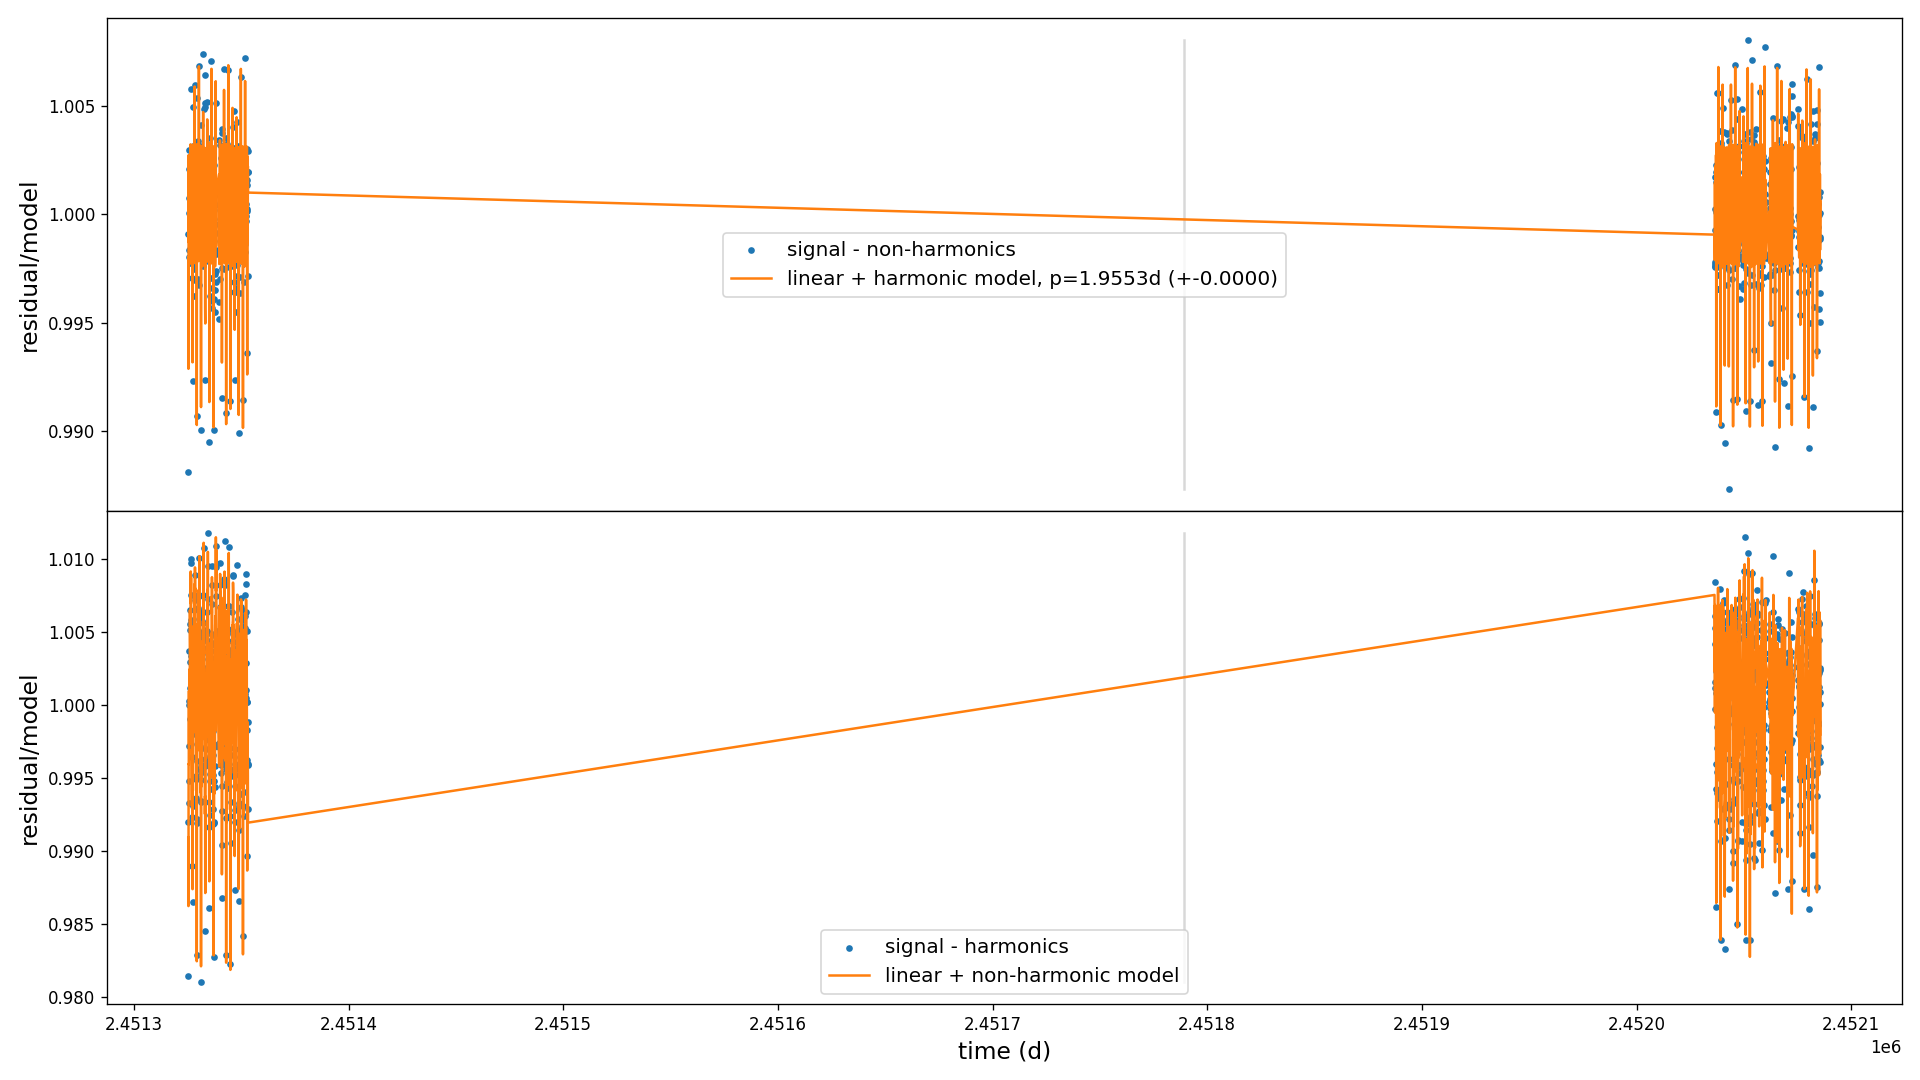 1.005
1.000
0.995
0.990
residual/model
signal - non-harmonics
linear + harmonic model, p=1.9553d (+-0.0000)
1.010
1.005
1.000
0.995
0.990
0.985
0.980
residual/model
signal - harmonics
linear + non-harmonic model
2.4513 2.4514 2.4515 2.4516 2.4517 2.4518 2.4519 2.4520 2.4521
1e6
time (d)